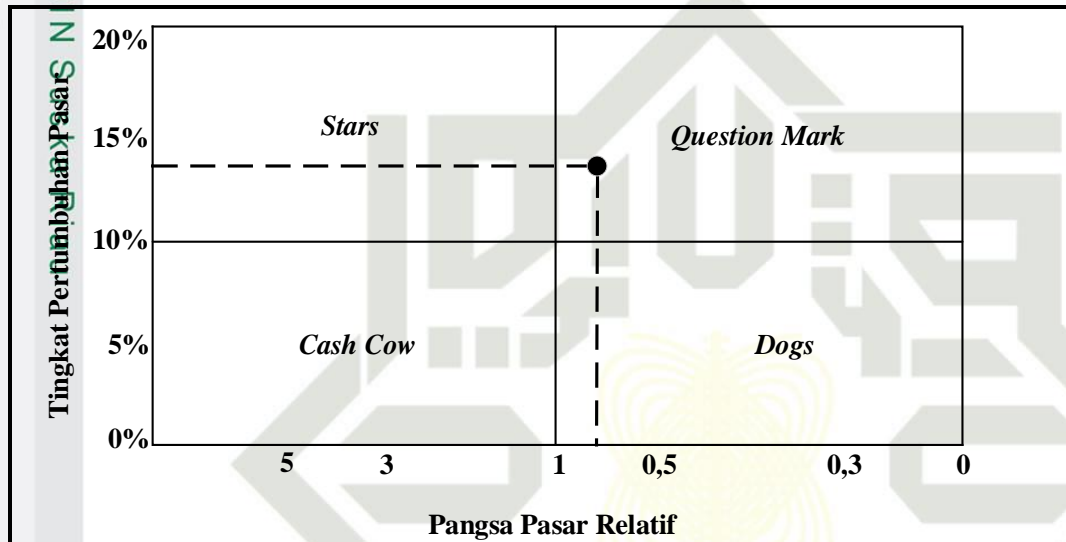 20%
15%
10%
5%
0%
Tingkat Pertumbuhan Pasar
Stars
Question Mark
Cash Cow
Dogs
5 3 1 0,5 0,3 0
Pangsa Pasar Relatif